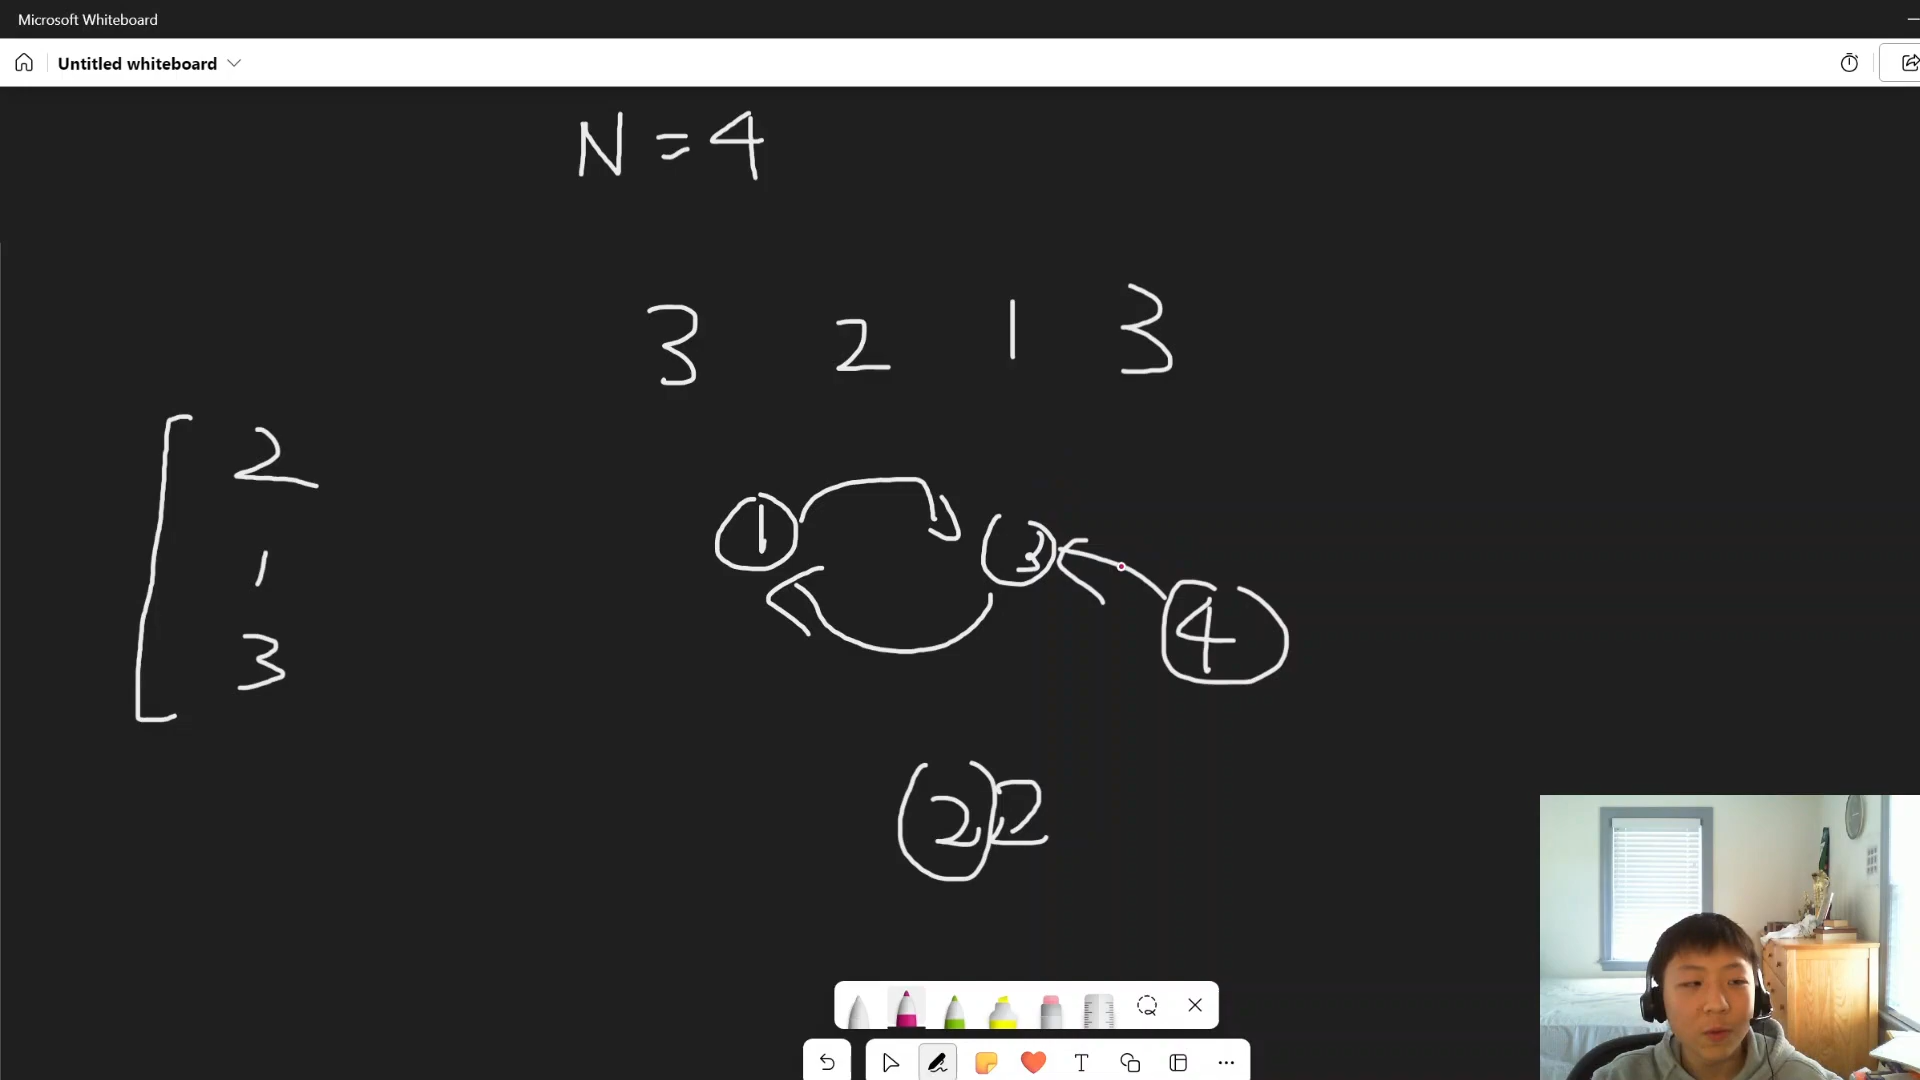 Microsoft Whiteboard
Untitled whiteboard
N = 4
3 2 1 3
2
1
3
1 3
4
2 2
T